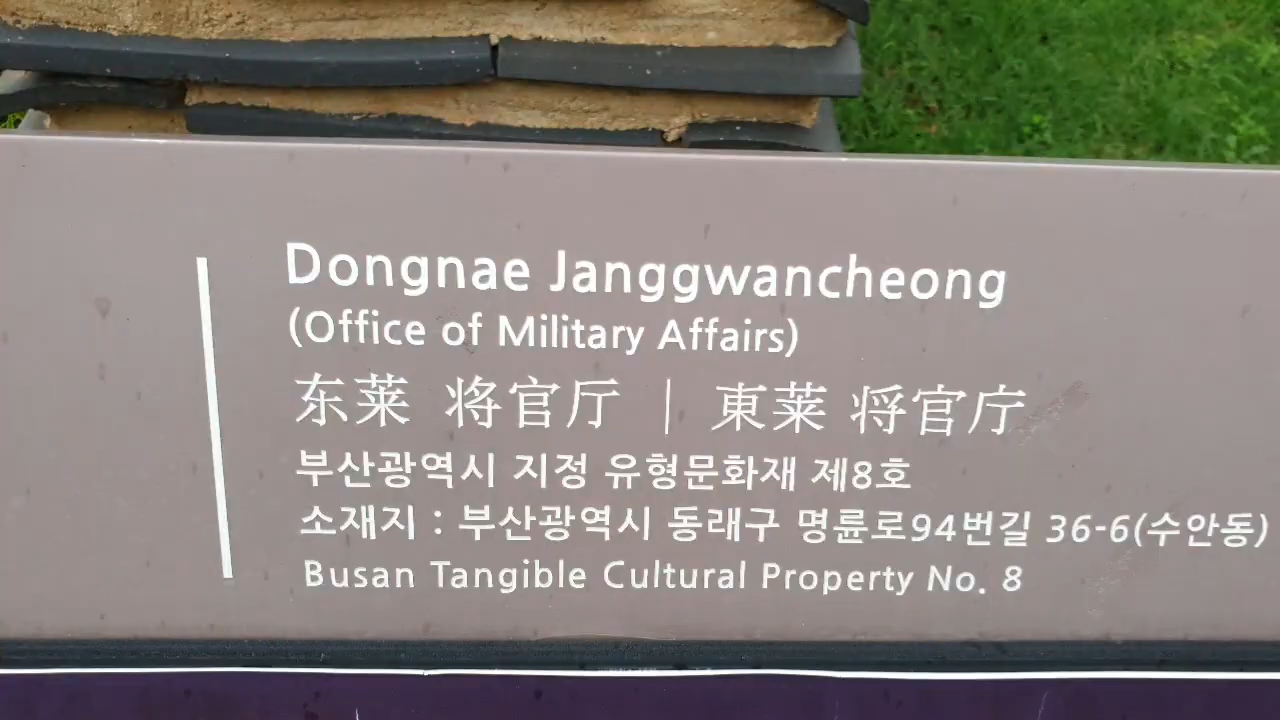 Dongnae Janggwancheong
(Office of Military Affairs)
东莱 将官厅 | 東莱 将官庁
부산광역시 지정 유형문화재 제8호
소재지 : 부산광역시 동래구 명륜로94번길 36-6(수안동)
Busan Tangible Cultural Property No. 8